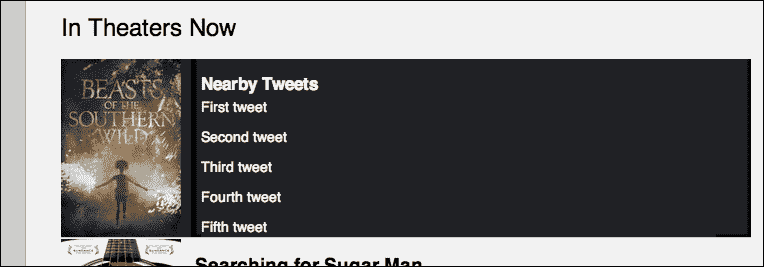 In Theaters Now
BEASTS
OF THE
SOUTHERN
WILD
Nearby Tweets
First tweet
Second tweet
Third tweet
Fourth tweet
Fifth tweet
Searching for Sugar Man